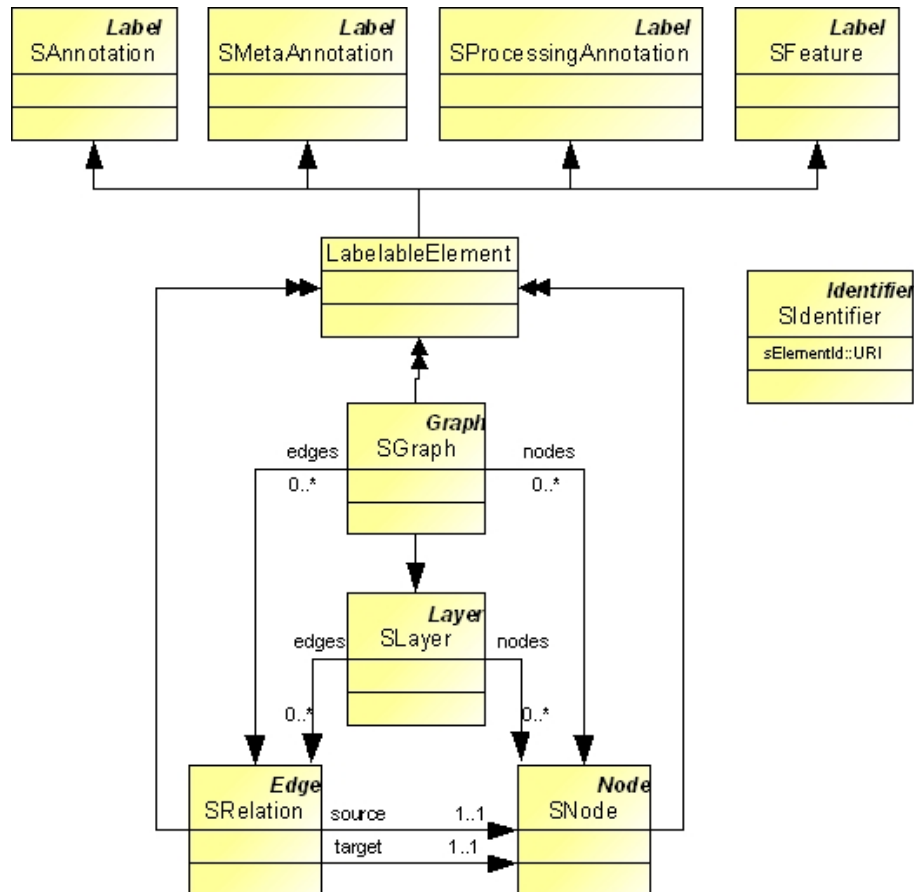 Label
SAnnotation
Label
SMetaAnnotation
Label
SProcessingAnnotation
Label
SFeature
LabelableElement
Identifier
SIdentifier
sElementId::URI
Graph
SGraph
edges
0..*
nodes
0..*
Layer
SLayer
edges
0..*
nodes
0..*
Edge
SRelation
source
1..1
target
1..1
Node
SNode